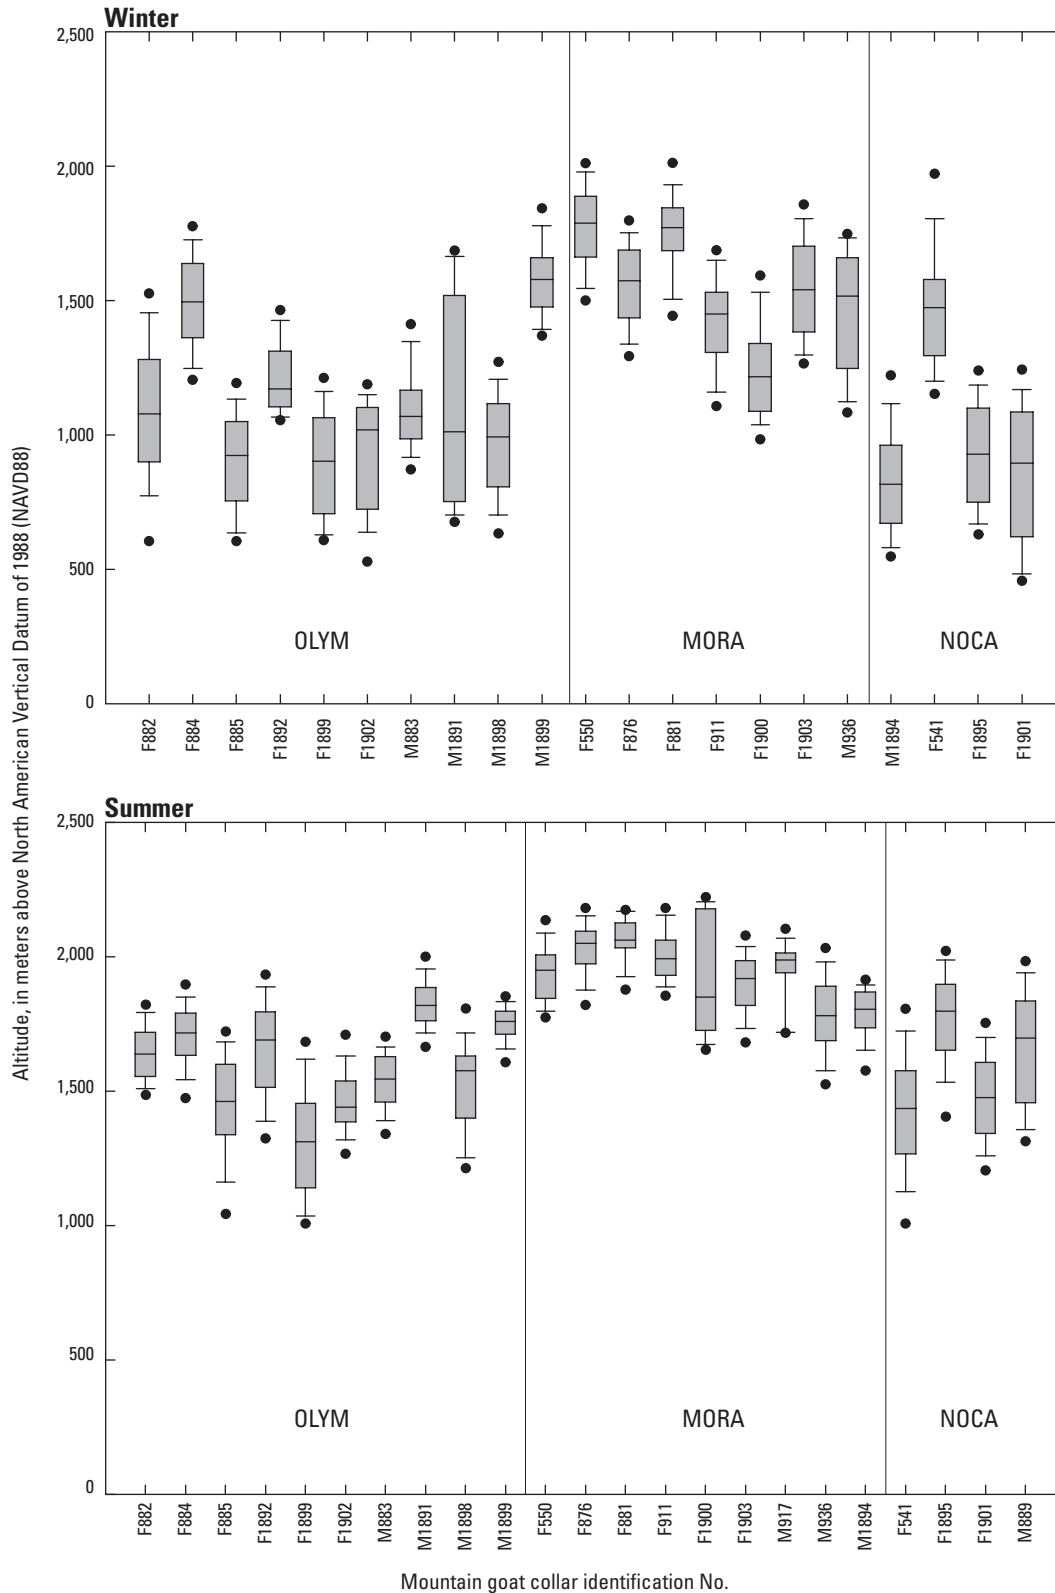 Winter
2,500
2,000
1,500
1,000
500
0
OLYM
MORA
NOCA
F882
F884
F885
F1892
F1899
F1902
M883
M1891
M1898
M1899
F550
F876
F881
F911
F1900
F1903
M936
M1894
F541
F1895
F1901
Altitude, in meters above North American Vertical Datum of 1988 (NAVD88)
Summer
2,500
2,000
1,500
1,000
500
0
OLYM
MORA
NOCA
F882
F884
F885
F1892
F1899
F1902
M883
M1891
M1898
M1899
F550
F876
F881
F911
F1900
F1903
M917
M936
M1894
F541
F1895
F1901
M889
Mountain goat collar identification No.